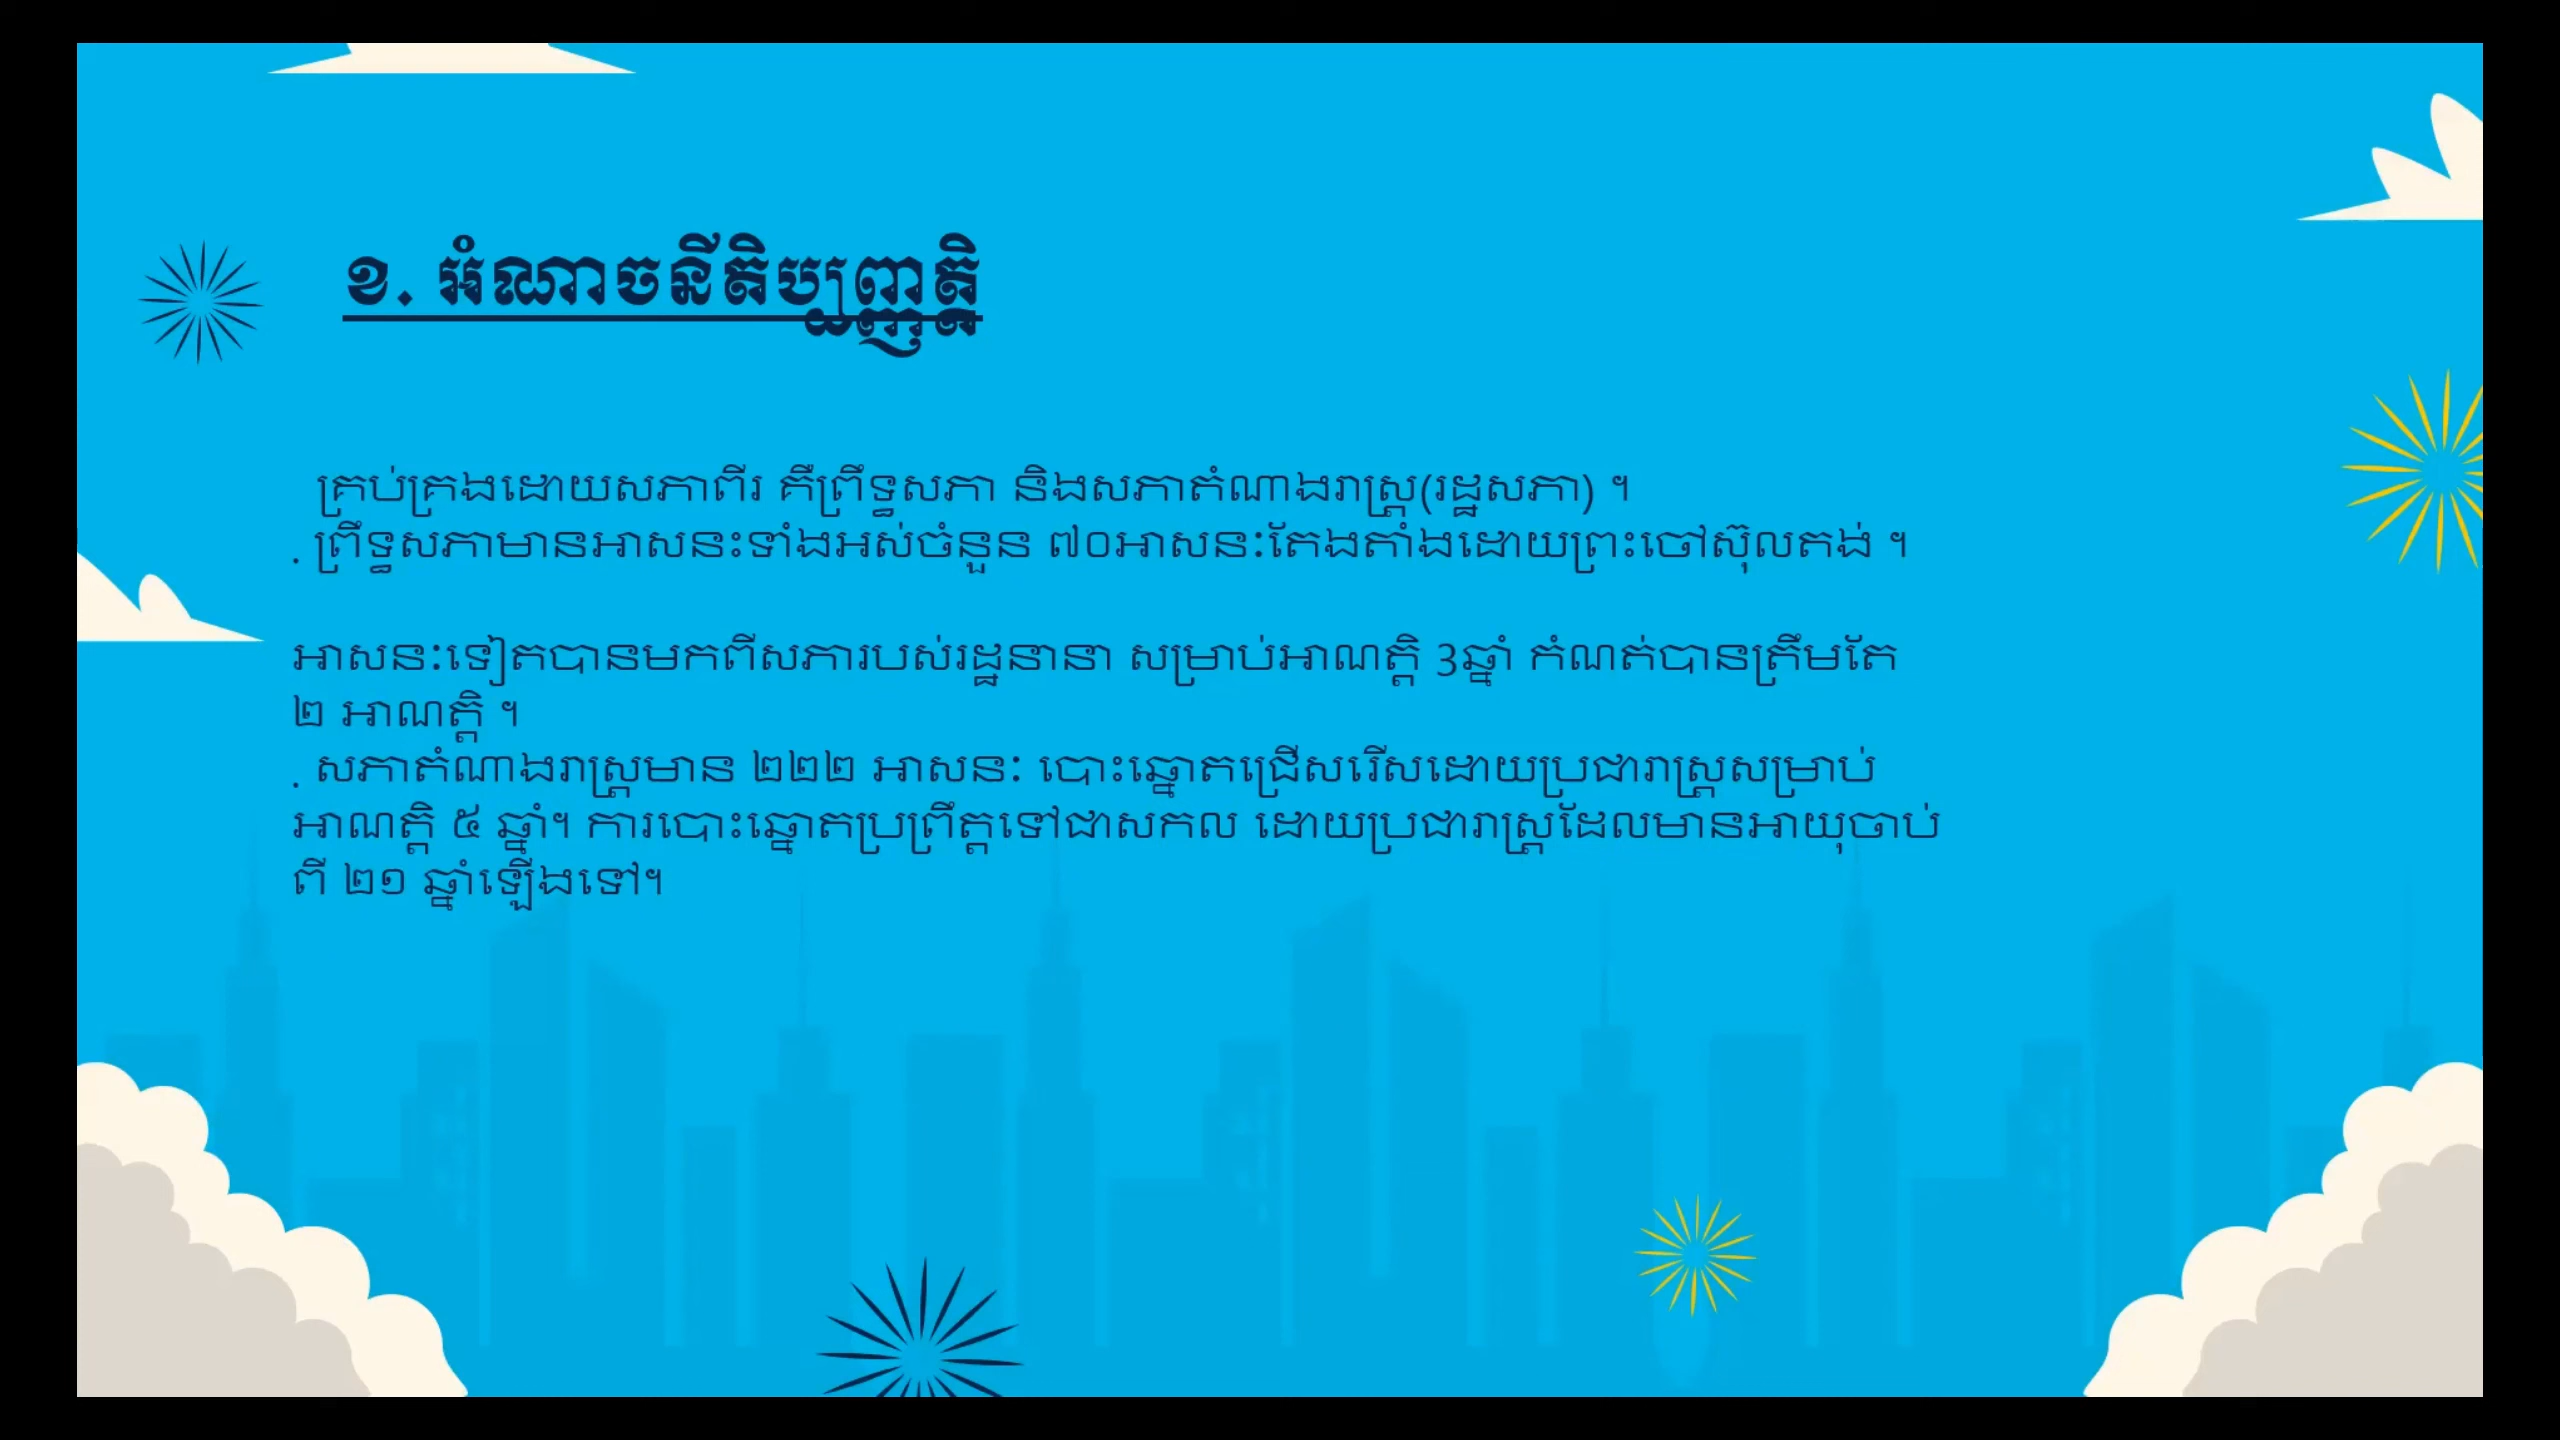 ខ. អំណាចនីតិប្បញ្ញត្តិ
គ្រប់គ្រងដោយសភាពីរ គឺព្រឹទ្ធសភា និងសភាតំណាងរាស្ត្រ(រដ្ឋសភា) ។
. ព្រឹទ្ធសភាមានអាសនះទាំងអស់ចំនួន ៧០អាសនៈតែងតាំងដោយព្រះចៅស៊ុលតង់ ។
អាសនៈទៀតបានមកពីសភារបស់រដ្ឋនានា សម្រាប់អាណត្តិ 3ឆ្នាំ កំណត់បានត្រឹមតែ
២ អាណត្តិ ។
. សភាតំណាងរាស្ត្រមាន ២២២ អាសនៈ បោះឆ្នោតជ្រើសរើសដោយប្រជារាស្ត្រសម្រាប់
អាណត្តិ ៥ ឆ្នាំ។ ការបោះឆ្នោតប្រព្រឹត្តទៅជាសកល ដោយប្រជារាស្ត្រដែលមានអាយុចាប់
ពី ២១ ឆ្នាំឡើងទៅ។